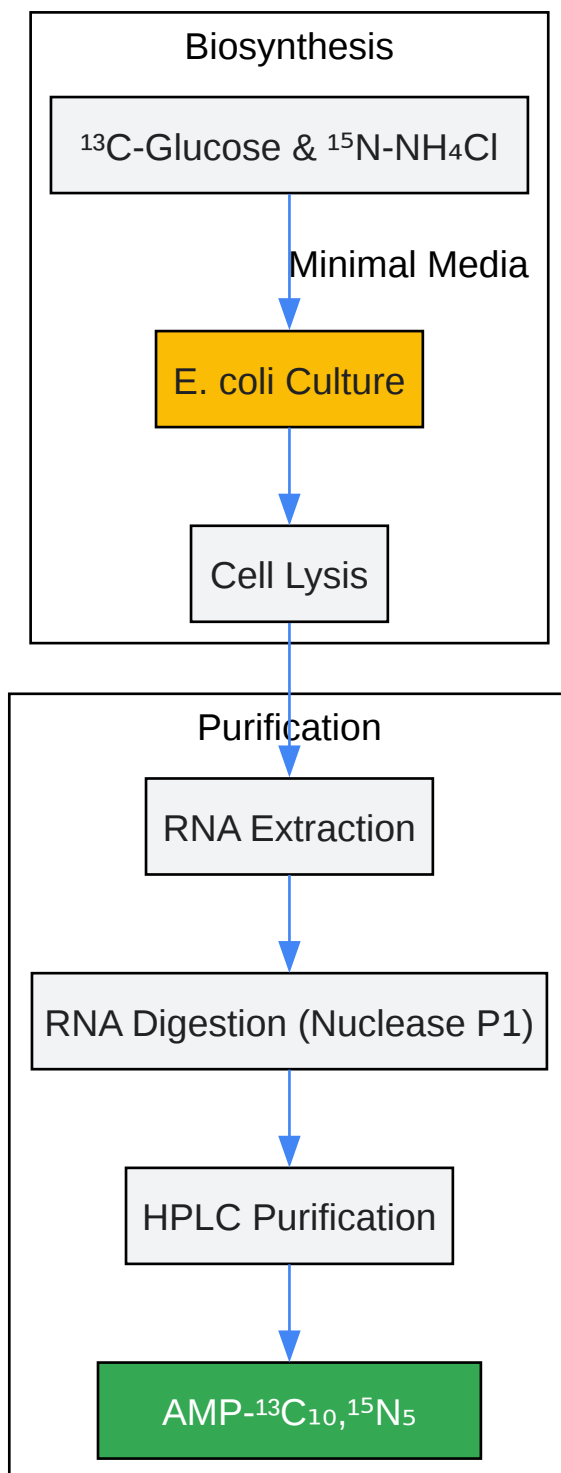 Biosynthesis
¹³C-Glucose & ¹⁵N-NH₄Cl
Minimal Media
E. coli Culture
Cell Lysis
Purification
RNA Extraction
RNA Digestion (Nuclease P1)
HPLC Purification
AMP-¹³C₁₀,¹⁵N₅